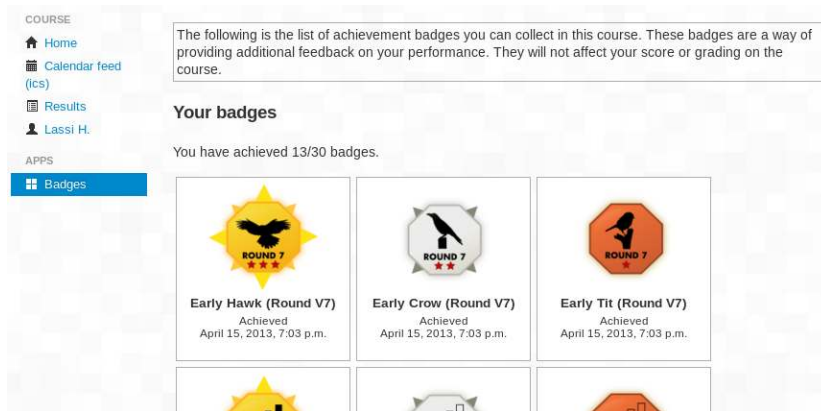 COURSE
Home
Calendar feed
(ics)
Results
Lassi H.
APPS
Badges
The following is the list of achievement badges you can collect in this course. These badges are a way of
providing additional feedback on your performance. They will not affect your score or grading on the
course.
Your badges
You have achieved 13/30 badges.
ROUND 7
Early Hawk (Round V7)
Achieved
April 15, 2013, 7:03 p.m.
ROUND 7
Early Crow (Round V7)
Achieved
April 15, 2013, 7:03 p.m.
ROUND 7
Early Tit (Round V7)
Achieved
April 15, 2013, 7:03 p.m.